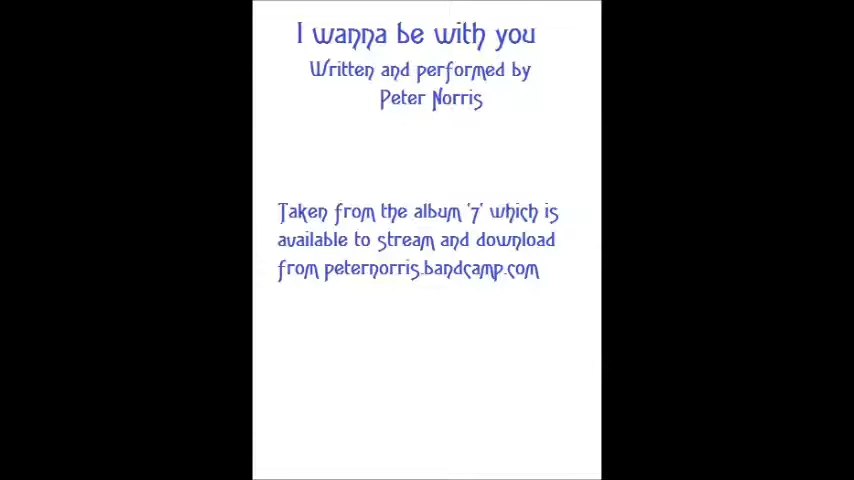 I wanna be with you
Written and performed by
Peter Norris
Taken from the album '7' which is
available to stream and download
from peternorris.bandcamp.com